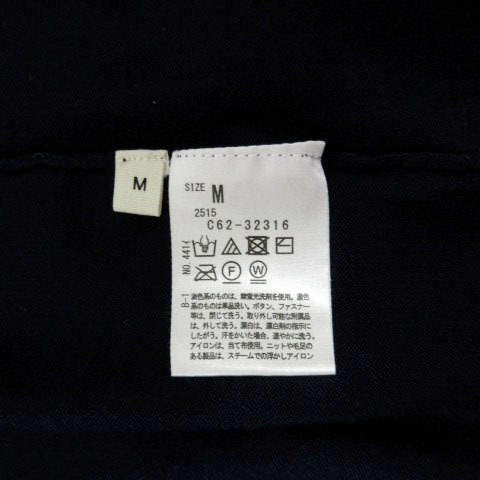 M
SIZE M
2515
C62-32316
F W
淡色系のものは、無蛍光洗剤を使用。濃色
系のものは単品洗い。ボタン、ファスナー
等は、閉じて洗う。取り外し可能な附属品
は、外して洗う。漂白は、漂白剤の指示に
したがう。汗をかいた場合、速やかに洗う。
アイロンは、当て布使用。ニットや毛足の
ある製品は、スチームでの浮かしアイロン
B-1